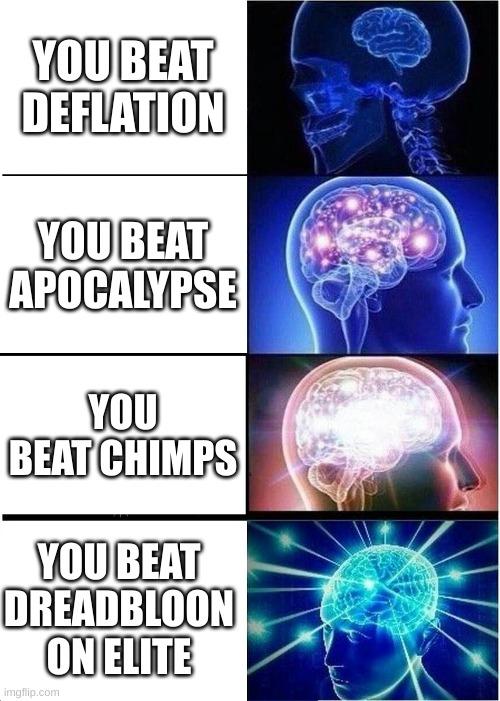 YOU BEAT
DEFLATION
YOU BEAT
APOCALYPSE
YOU
BEAT CHIMPS
YOU BEAT
DREADBLOON
ON ELITE
imgflip.com